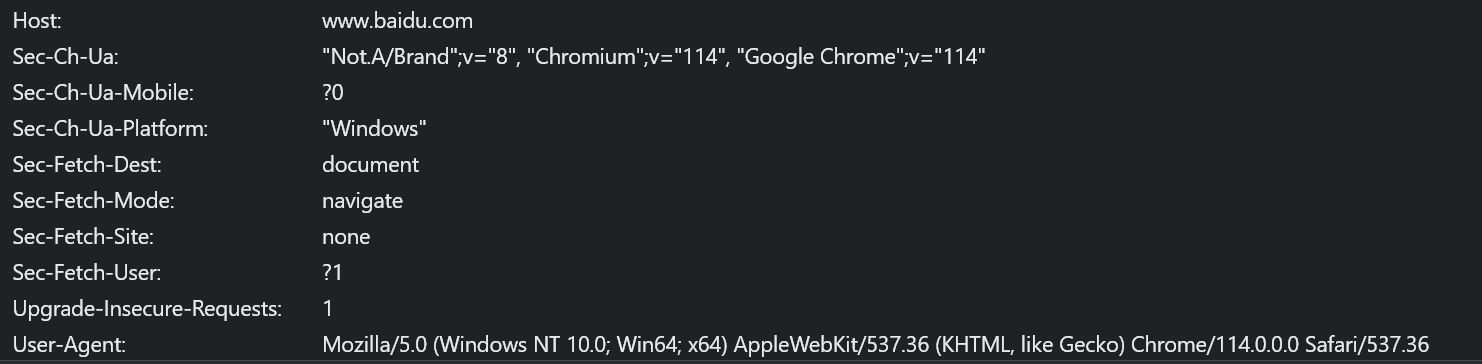 Host: www.baidu.com
Sec-Ch-Ua: "Not.A/Brand";v="8", "Chromium";v="114", "Google Chrome";v="114"
Sec-Ch-Ua-Mobile: ?0
Sec-Ch-Ua-Platform: "Windows"
Sec-Fetch-Dest: document
Sec-Fetch-Mode: navigate
Sec-Fetch-Site: none
Sec-Fetch-User: ?1
Upgrade-Insecure-Requests: 1
User-Agent: Mozilla/5.0 (Windows NT 10.0; Win64; x64) AppleWebKit/537.36 (KHTML, like Gecko) Chrome/114.0.0.0 Safari/537.36